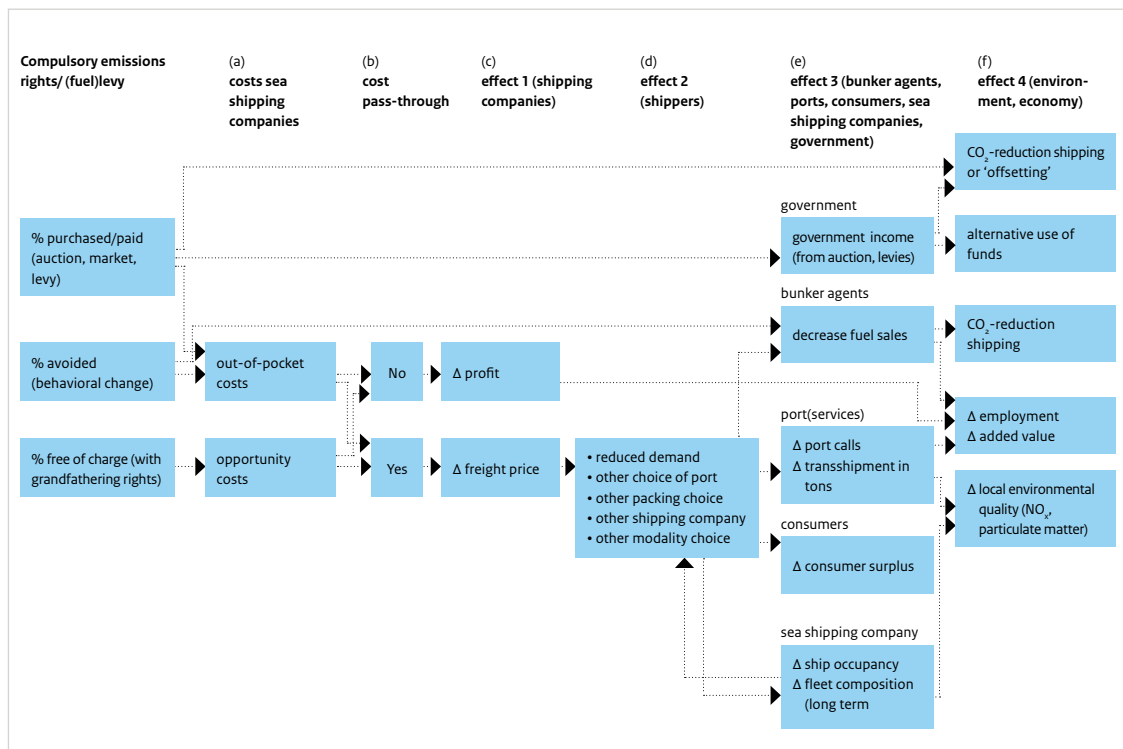 Compulsory emissions
rights/ (fuel)levy
(a)
costs sea
shipping
companies
(b)
cost
pass-through
(c)
effect 1 (shipping
companies)
(d)
effect 2
(shippers)
(e)
effect 3 (bunker agents,
ports, consumers, sea
shipping companies,
government)
(f)
effect 4 (environ-
ment, economy)
% purchased/paid
(auction, market,
levy)
% avoided
(behavioral change)
% free of charge (with
grandfathering rights)
out-of-pocket
costs
opportunity
costs
No
Yes
Δ profit
Δ freight price
• reduced demand
• other choice of port
• other packing choice
• other shipping company
• other modality choice
government
government income
(from auction, levies)
bunker agents
decrease fuel sales
port(services)
Δ port calls
Δ transshipment in
tons
consumers
Δ consumer surplus
sea shipping company
Δ ship occupancy
Δ fleet composition
(long term
CO₂-reduction shipping
or ‘offsetting’
alternative use of
funds
CO₂-reduction
shipping
Δ employment
Δ added value
Δ local environmental
quality (NOₓ,
particulate matter)